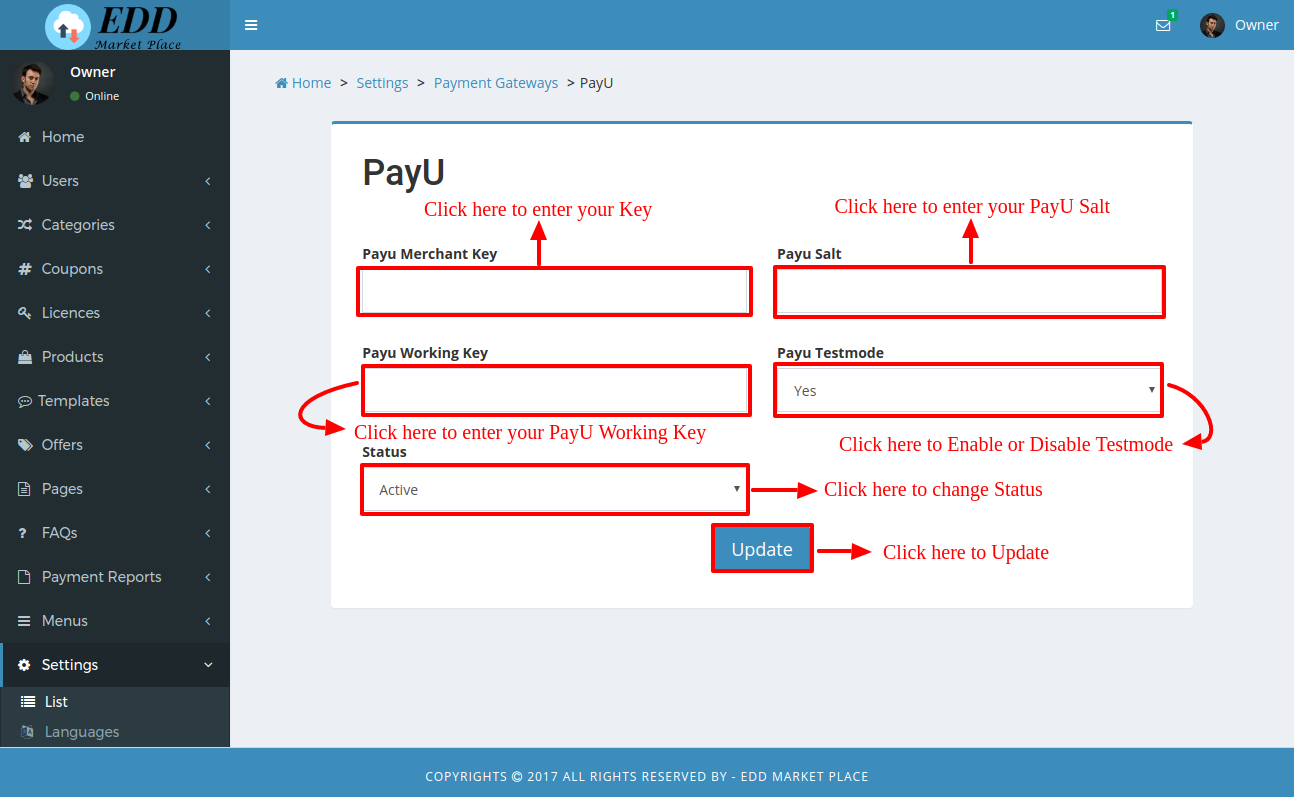 EDD
Market Place
1
Owner
Owner
Online
Home
Users
Categories
Coupons
Licences
Products
Templates
Offers
Pages
FAQs
Payment Reports
Menus
Settings
List
Languages
Home > Settings > Payment Gateways > PayU
PayU
Click here to enter your Key
Click here to enter your PayU Salt
Payu Merchant Key
Payu Salt
Payu Working Key
Payu Testmode
Yes
Click here to enter your PayU Working Key
Click here to Enable or Disable Testmode
Status
Active
Click here to change Status
Update
Click here to Update
COPYRIGHTS © 2017 ALL RIGHTS RESERVED BY - EDD MARKET PLACE